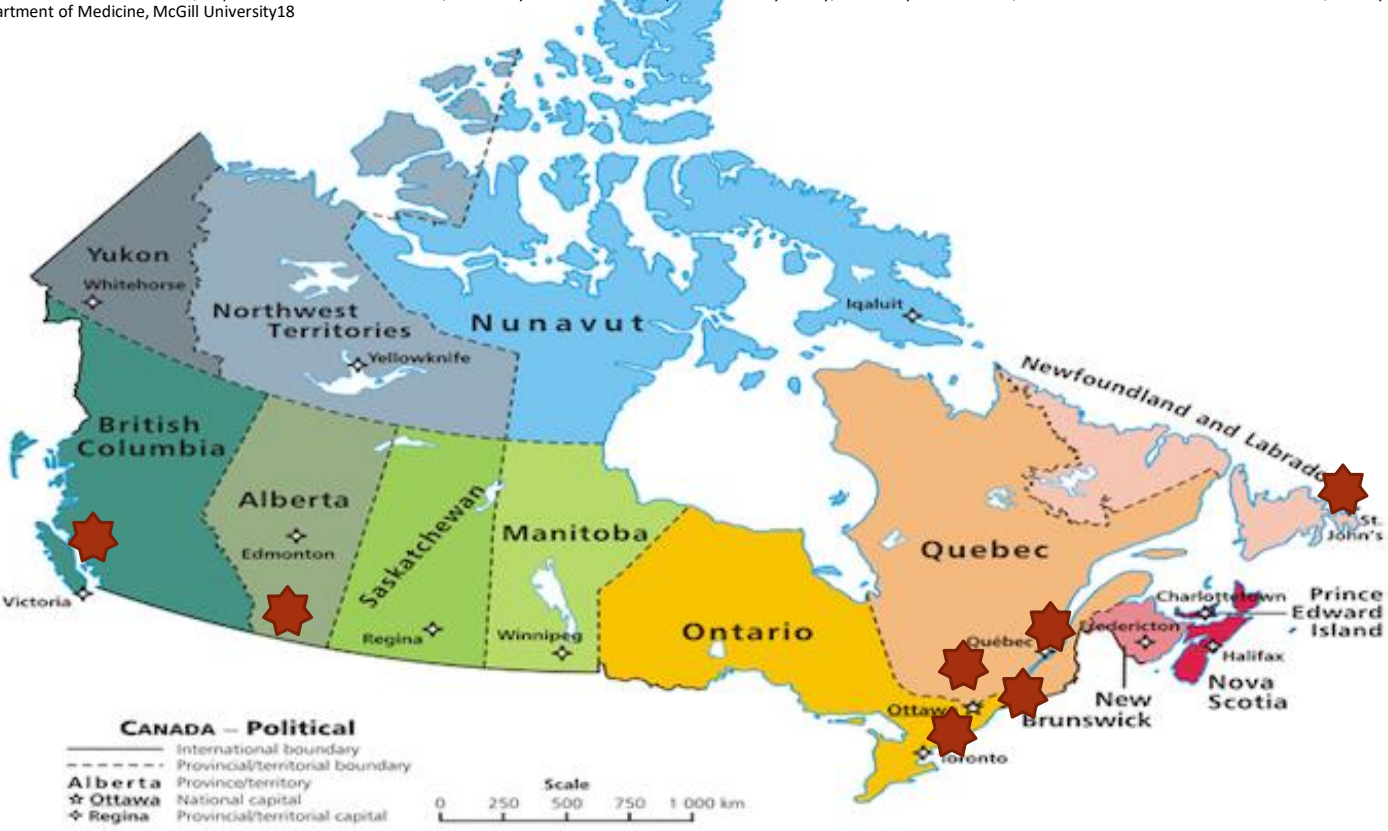 artment of Medicine, McGill University18
Yukon
Whitehorse
Northwest
Territories
Yellowknife
Nunavut
Iqaluit
Newfoundland and Labrado
St.
John's
British
Columbia
Alberta
Edmonton
Saskatchewan
Manitoba
Quebec
Victoria
Regina
Winnipeg
Ontario
Québec
Charlottetown
Prince
Edward
Island
Fredericton
Halifax
Nova
Scotia
New
Brunswick
Ottaw
Toronto
CANADA – Political
International boundary
Provincial/territorial boundary
Alberta Province/territory
Ottawa National capital
Regina Provincial/territorial capital
Scale
0 250 500 750 1 000 km